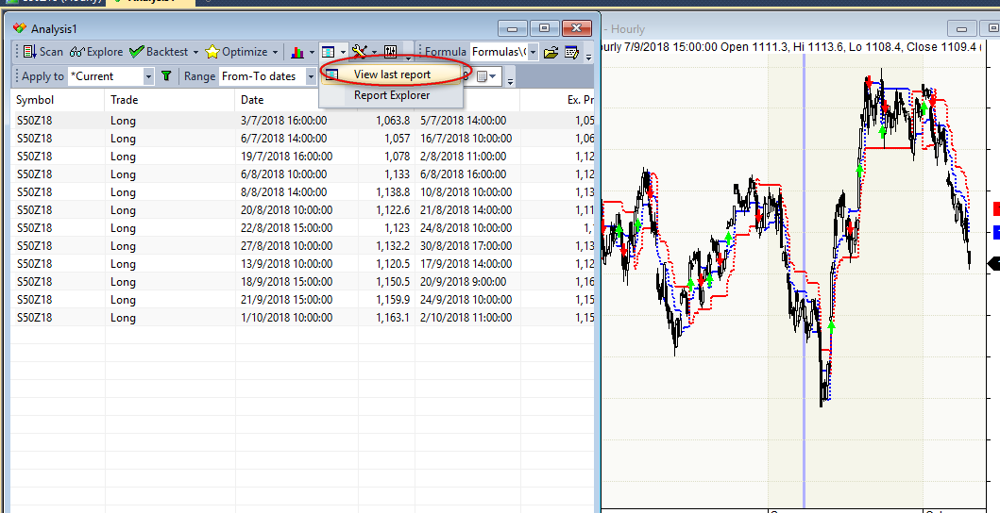 Analysis1
- Hourly
Scan Explore Backtest Optimize Formula Formulas\
Apply to *Current Range From-To dates
View last report
Report Explorer
urly 7/9/2018 15:00:00 Open 1111.3, Hi 1113.6, Lo 1108.4, Close 1109.4
Symbol Trade Date Ex. Pr
S50Z18 Long 3/7/2018 16:00:00 1,063.8 5/7/2018 14:00:00 1,05
S50Z18 Long 6/7/2018 14:00:00 1,057 16/7/2018 10:00:00 1,06
S50Z18 Long 19/7/2018 16:00:00 1,078 2/8/2018 11:00:00 1,12
S50Z18 Long 6/8/2018 10:00:00 1,133 6/8/2018 16:00:00 1,12
S50Z18 Long 8/8/2018 14:00:00 1,138.8 10/8/2018 10:00:00 1,13
S50Z18 Long 20/8/2018 10:00:00 1,122.6 21/8/2018 14:00:00 1,11
S50Z18 Long 22/8/2018 15:00:00 1,123 24/8/2018 10:00:00 1,
S50Z18 Long 27/8/2018 10:00:00 1,132.2 30/8/2018 17:00:00 1,13
S50Z18 Long 13/9/2018 10:00:00 1,120.5 17/9/2018 14:00:00 1,12
S50Z18 Long 18/9/2018 15:00:00 1,150.5 20/9/2018 9:00:00 1,16
S50Z18 Long 21/9/2018 15:00:00 1,159.9 24/9/2018 10:00:00 1,15
S50Z18 Long 1/10/2018 10:00:00 1,163.1 2/10/2018 11:00:00 1,15